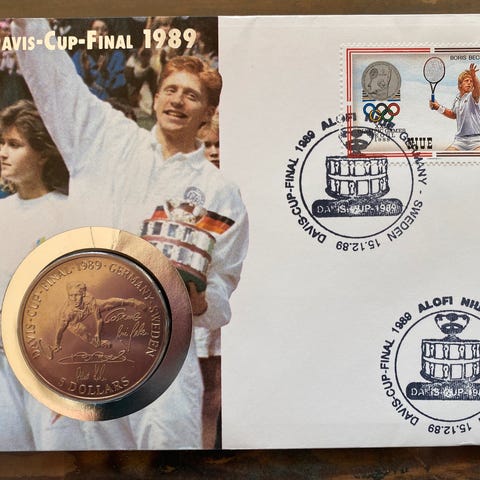 DAVIS-CUP-FINAL 1989
DAVIS-CUP-FINAL · 1989 · GERMANY-SWEDEN
5 DOLLARS
BORIS BEC
NIUE
DAVIS-CUP-FINAL 1989 ALOFI NIUE GERMANY - SWEDEN 15.12.89
DAVIS-CUP-1989
DAVIS-CUP-FINAL 1989 ALOFI NIU
15.12.89
DAVIS-CUP-198